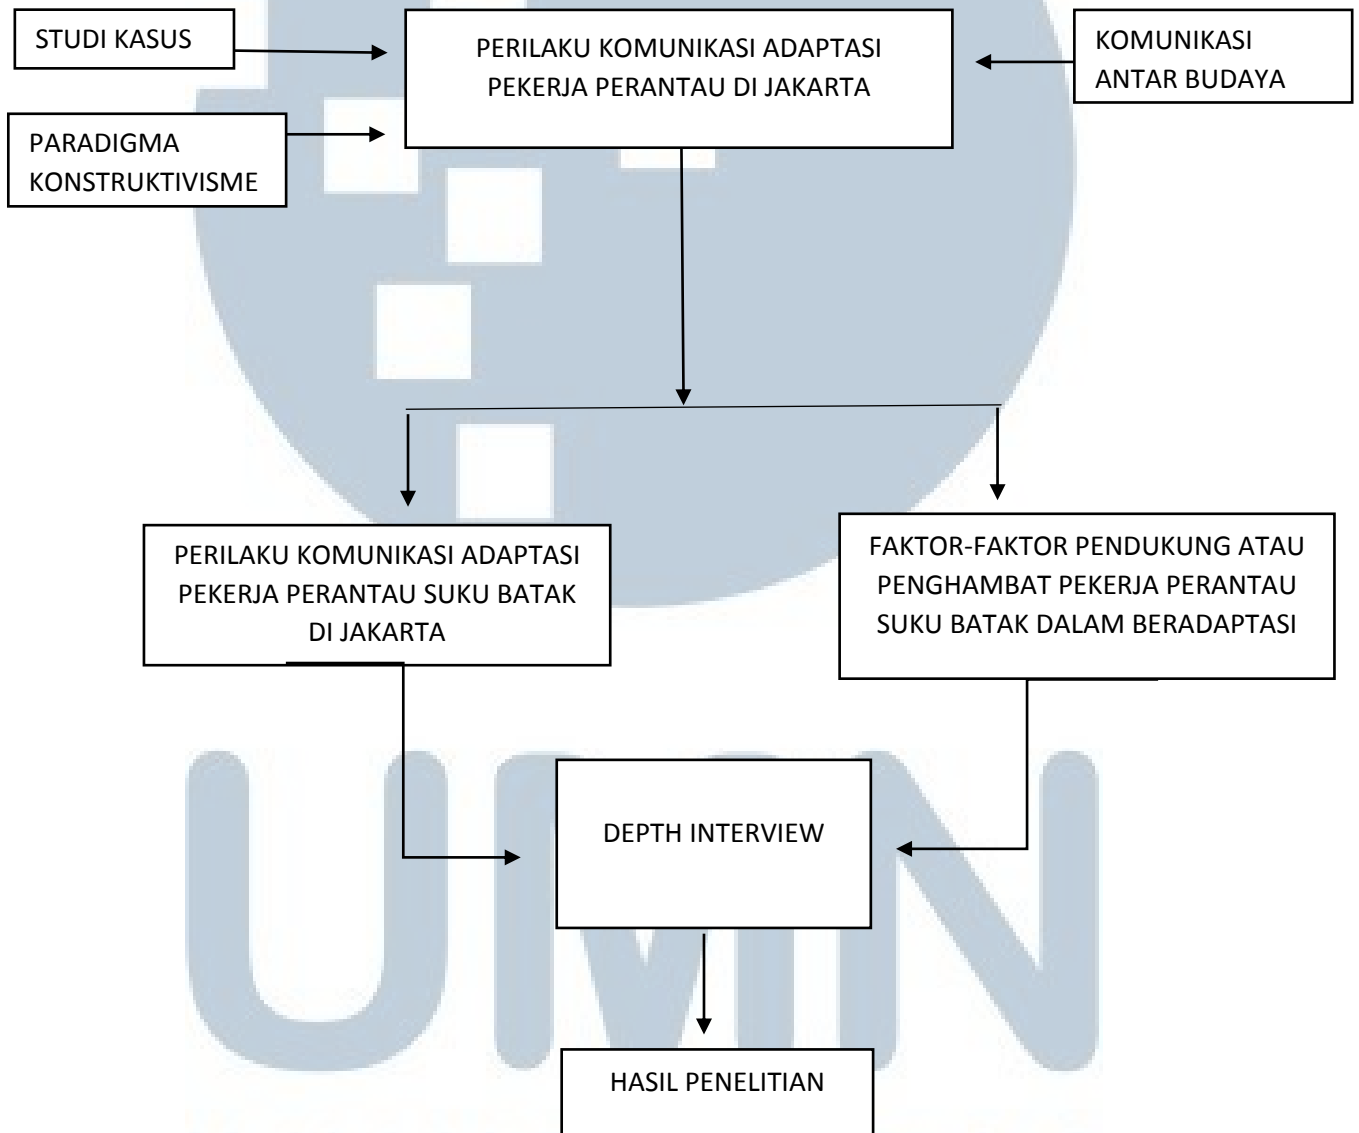 STUDI KASUS
PERILAKU KOMUNIKASI ADAPTASI
PEKERJA PERANTAU DI JAKARTA
KOMUNIKASI
ANTAR BUDAYA
PARADIGMA
KONSTRUKTIVISME
PERILAKU KOMUNIKASI ADAPTASI
PEKERJA PERANTAU SUKU BATAK
DI JAKARTA
FAKTOR-FAKTOR PENDUKUNG ATAU
PENGHAMBAT PEKERJA PERANTAU
SUKU BATAK DALAM BERADAPTASI
UMN
DEPTH INTERVIEW
HASIL PENELITIAN